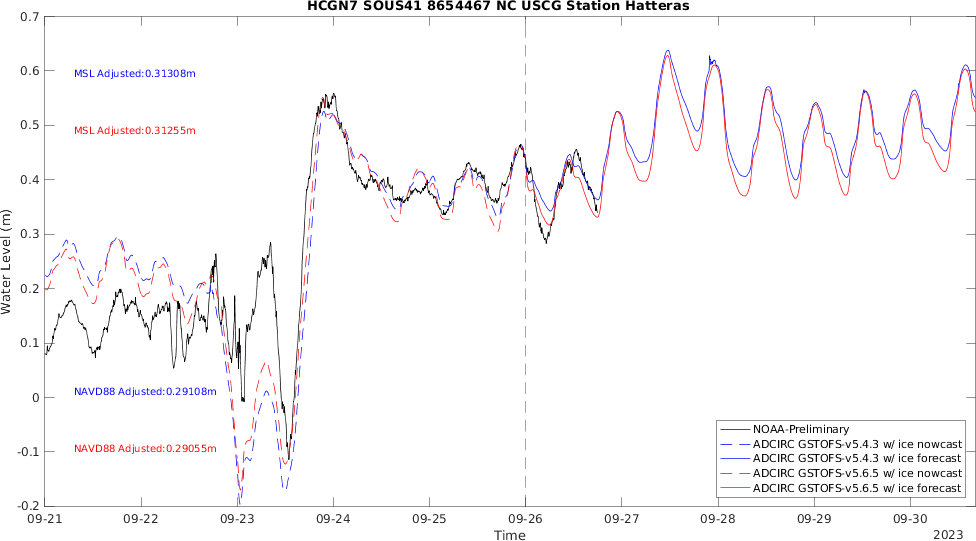 HCGN7 SOUS41 8654467 NC USCG Station Hatteras
0.7
0.6
0.5
0.4
0.3
0.2
0.1
0
-0.1
-0.2
Water Level (m)
MSL Adjusted:0.31308m
MSL Adjusted:0.31255m
NAVD88 Adjusted:0.29108m
NAVD88 Adjusted:0.29055m
NOAA-Preliminary
ADCIRC GSTOFS-v5.4.3 w/ ice nowcast
ADCIRC GSTOFS-v5.4.3 w/ ice forecast
ADCIRC GSTOFS-v5.6.5 w/ ice nowcast
ADCIRC GSTOFS-v5.6.5 w/ ice forecast
09-21 09-22 09-23 09-24 09-25 09-26 09-27 09-28 09-29 09-30
Time
2023